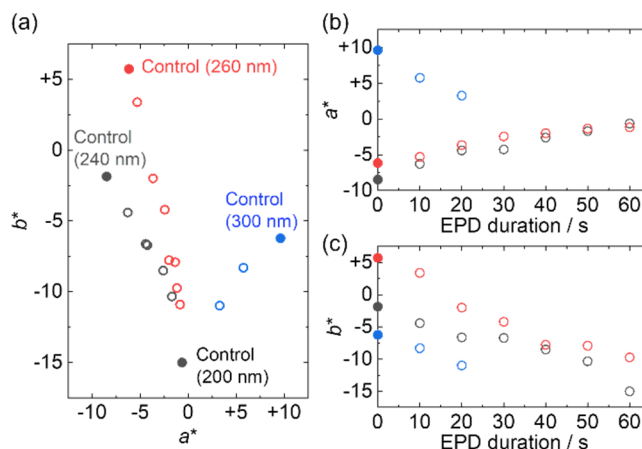 (a)
+5
0
-5
-10
-15
b*
-10
-5
0
+5
+10
a*
Control (260 nm)
Control
(240 nm)
Control
(300 nm)
Control
(200 nm)
(b)
+10
+5
0
-5
-10
a*
0
10
20
30
40
50
60
EPD duration / s
(c)
+5
0
-5
-10
-15
b*
0
10
20
30
40
50
60
EPD duration / s